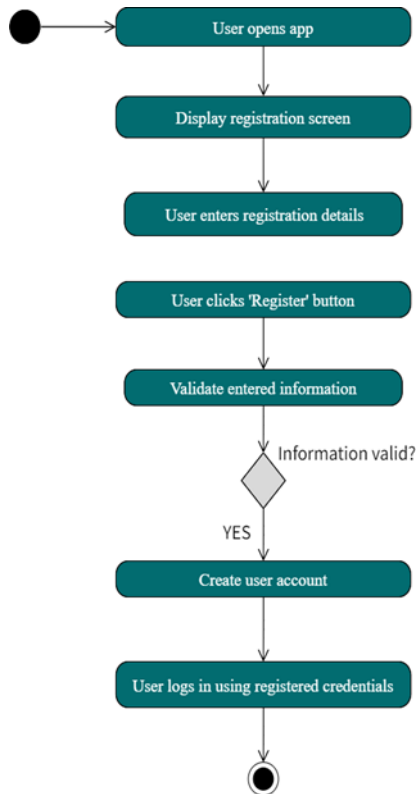 User opens app
Display registration screen
User enters registration details
User clicks 'Register' button
Validate entered information
Information valid?
YES
Create user account
User logs in using registered credentials